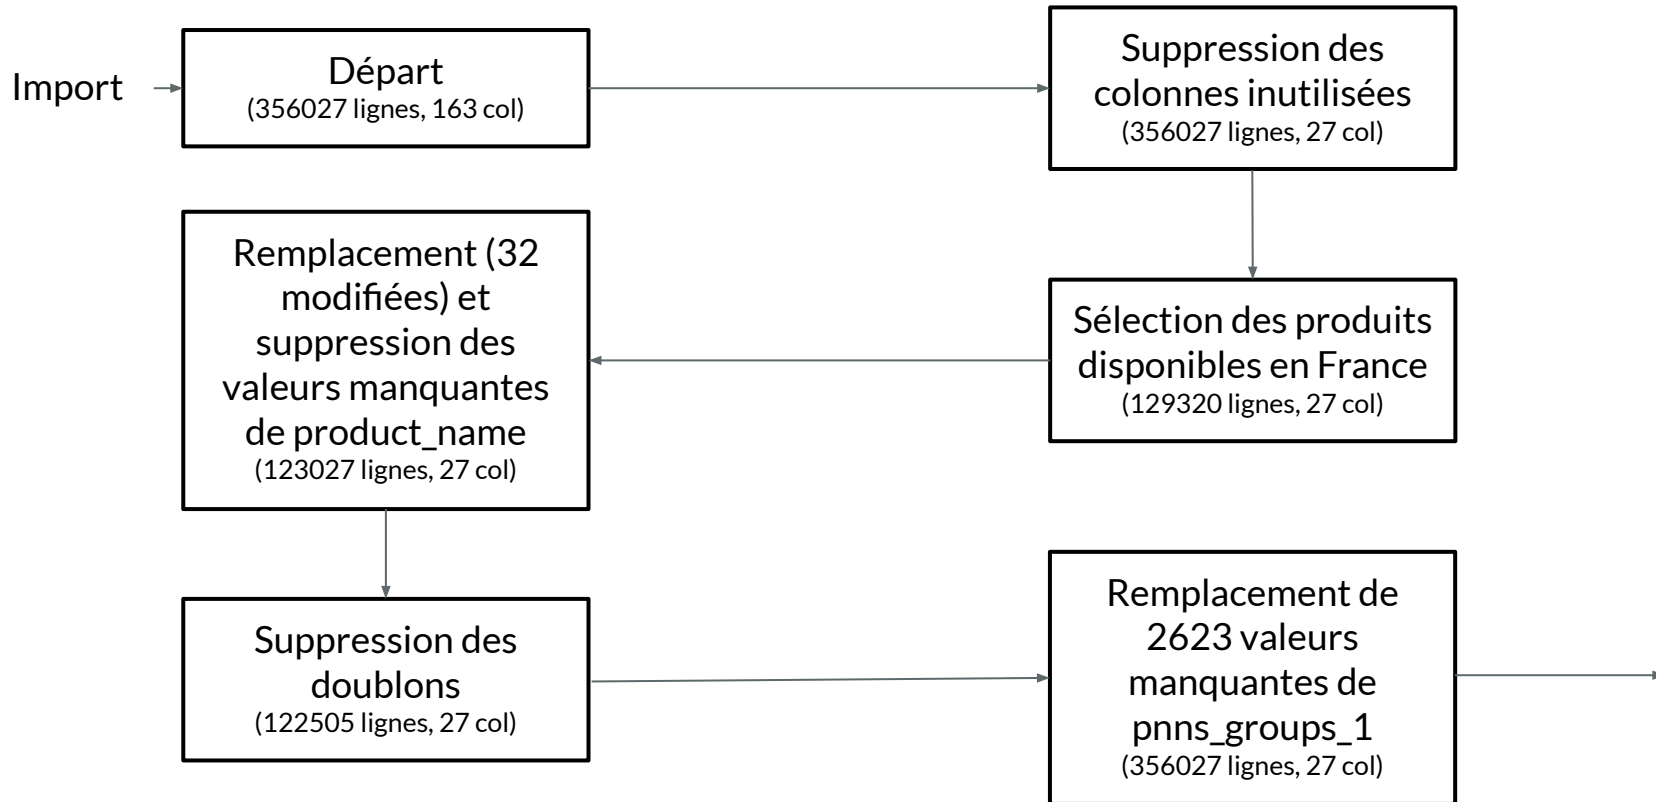 Import
Départ
(356027 lignes, 163 col)
Suppression des
colonnes inutilisées
(356027 lignes, 27 col)
Sélection des produits
disponibles en France
(129320 lignes, 27 col)
Remplacement (32
modifiées) et
suppression des
valeurs manquantes
de product_name
(123027 lignes, 27 col)
Suppression des
doublons
(122505 lignes, 27 col)
Remplacement de
2623 valeurs
manquantes de
pnns_groups_1
(356027 lignes, 27 col)